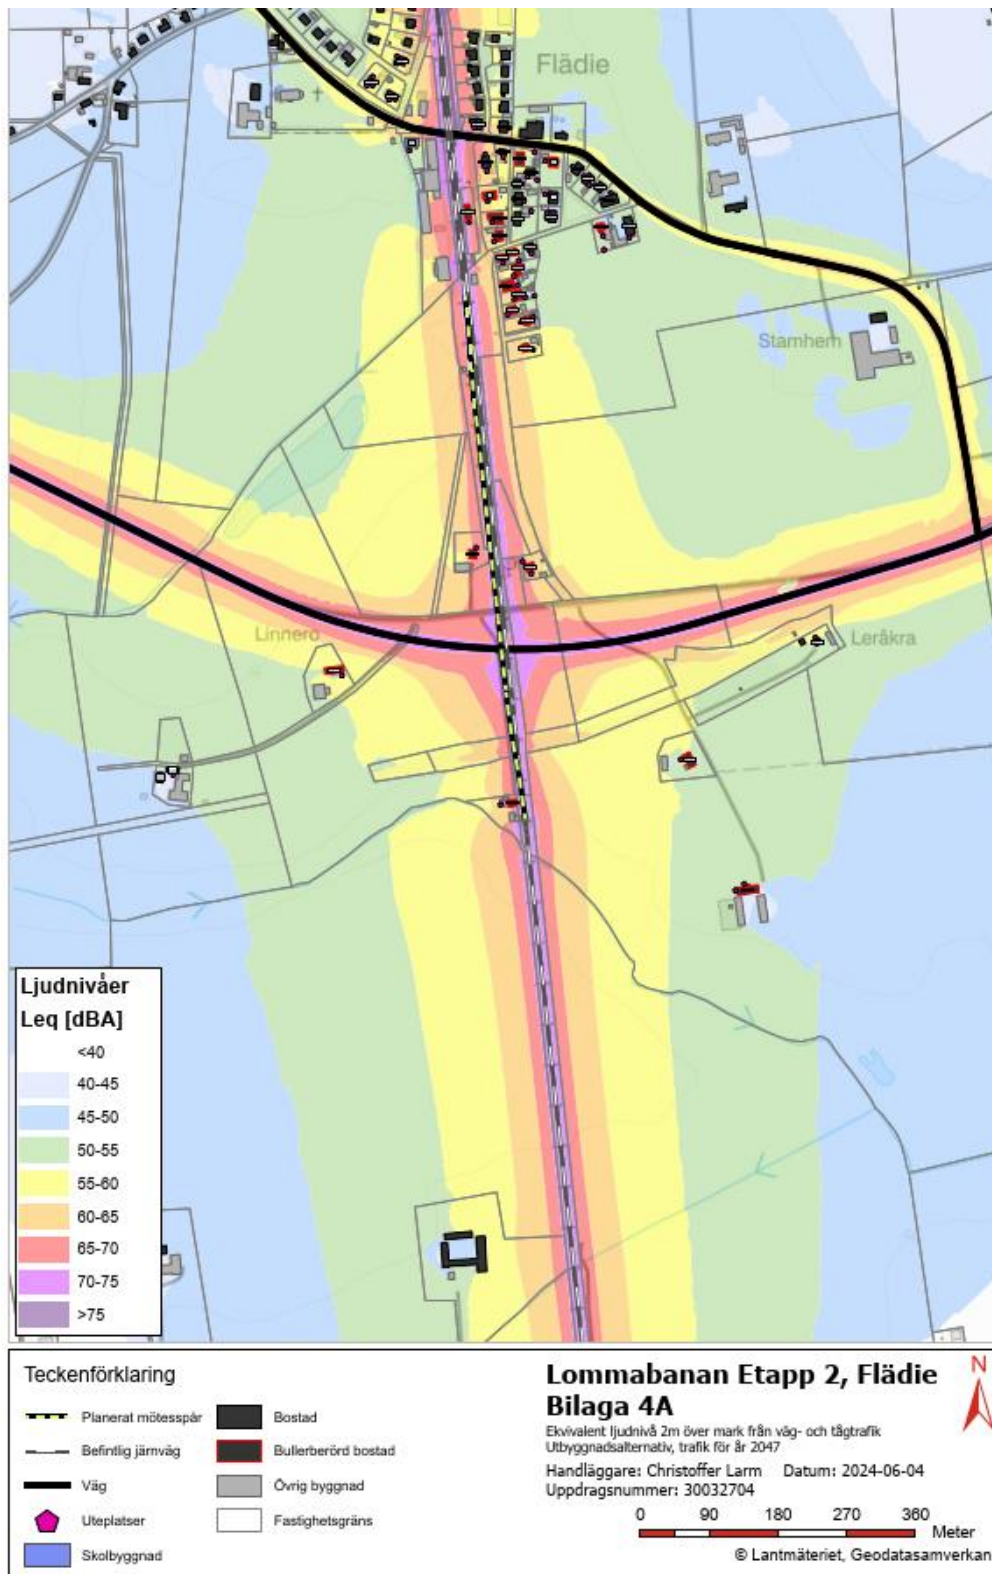 Flädie
Starnhem
Linnero
Leråkra
Ljudnivåer
Leq [dBA]
<40
40-45
45-50
50-55
55-60
60-65
65-70
70-75
>75
Teckenförklaring
Planerat mötesspår
Befintlig järnväg
Väg
Uteplatser
Skolbyggnad
Bostad
Bullerberörd bostad
Övrig byggnad
Fastighetsgräns
Lommabanan Etapp 2, Flädie
Bilaga 4A
Ekvivalent ljudnivå 2m över mark från väg- och tågtrafik
Utbyggnadsalternativ, trafik för år 2047
Handläggare: Christoffer Larm Datum: 2024-06-04
Uppdragsnummer: 30032704
N
0 90 180 270 360
Meter
© Lantmäteriet, Geodatasamverkan